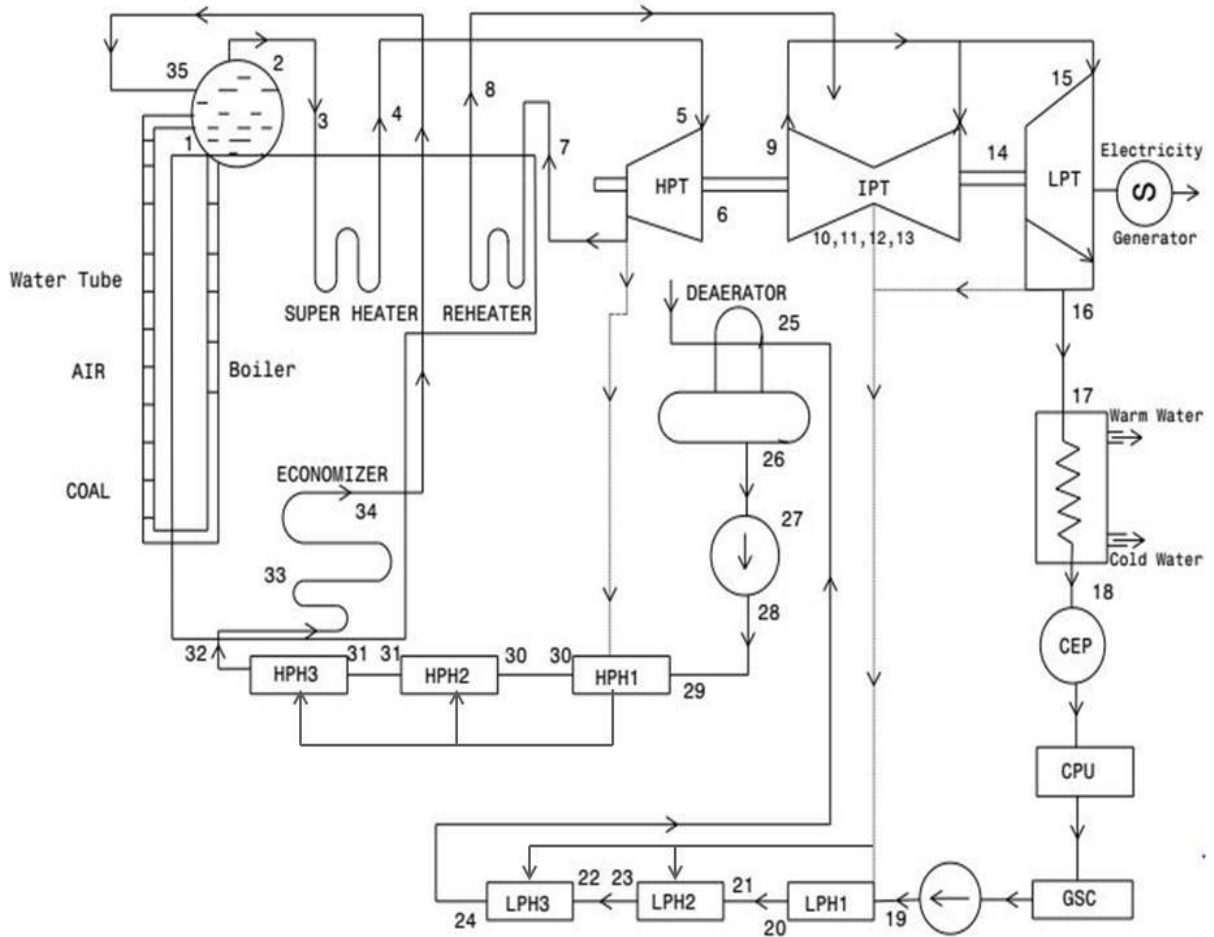 35
2
8
3
4
5
7
9
15
1
14
Electricity
HPT
IPT
LPT
S
6
Generator
10,11,12,13
Water Tube
SUPER HEATER
REHEATER
DEAERATOR
25
16
AIR
Boiler
17
Warm Water
26
ECONOMIZER
COAL
34
27
Cold Water
33
18
28
CEP
32
31
31
30
30
HPH3
HPH2
HPH1
29
CPU
22
23
21
GSC
LPH3
LPH2
LPH1
24
20
19